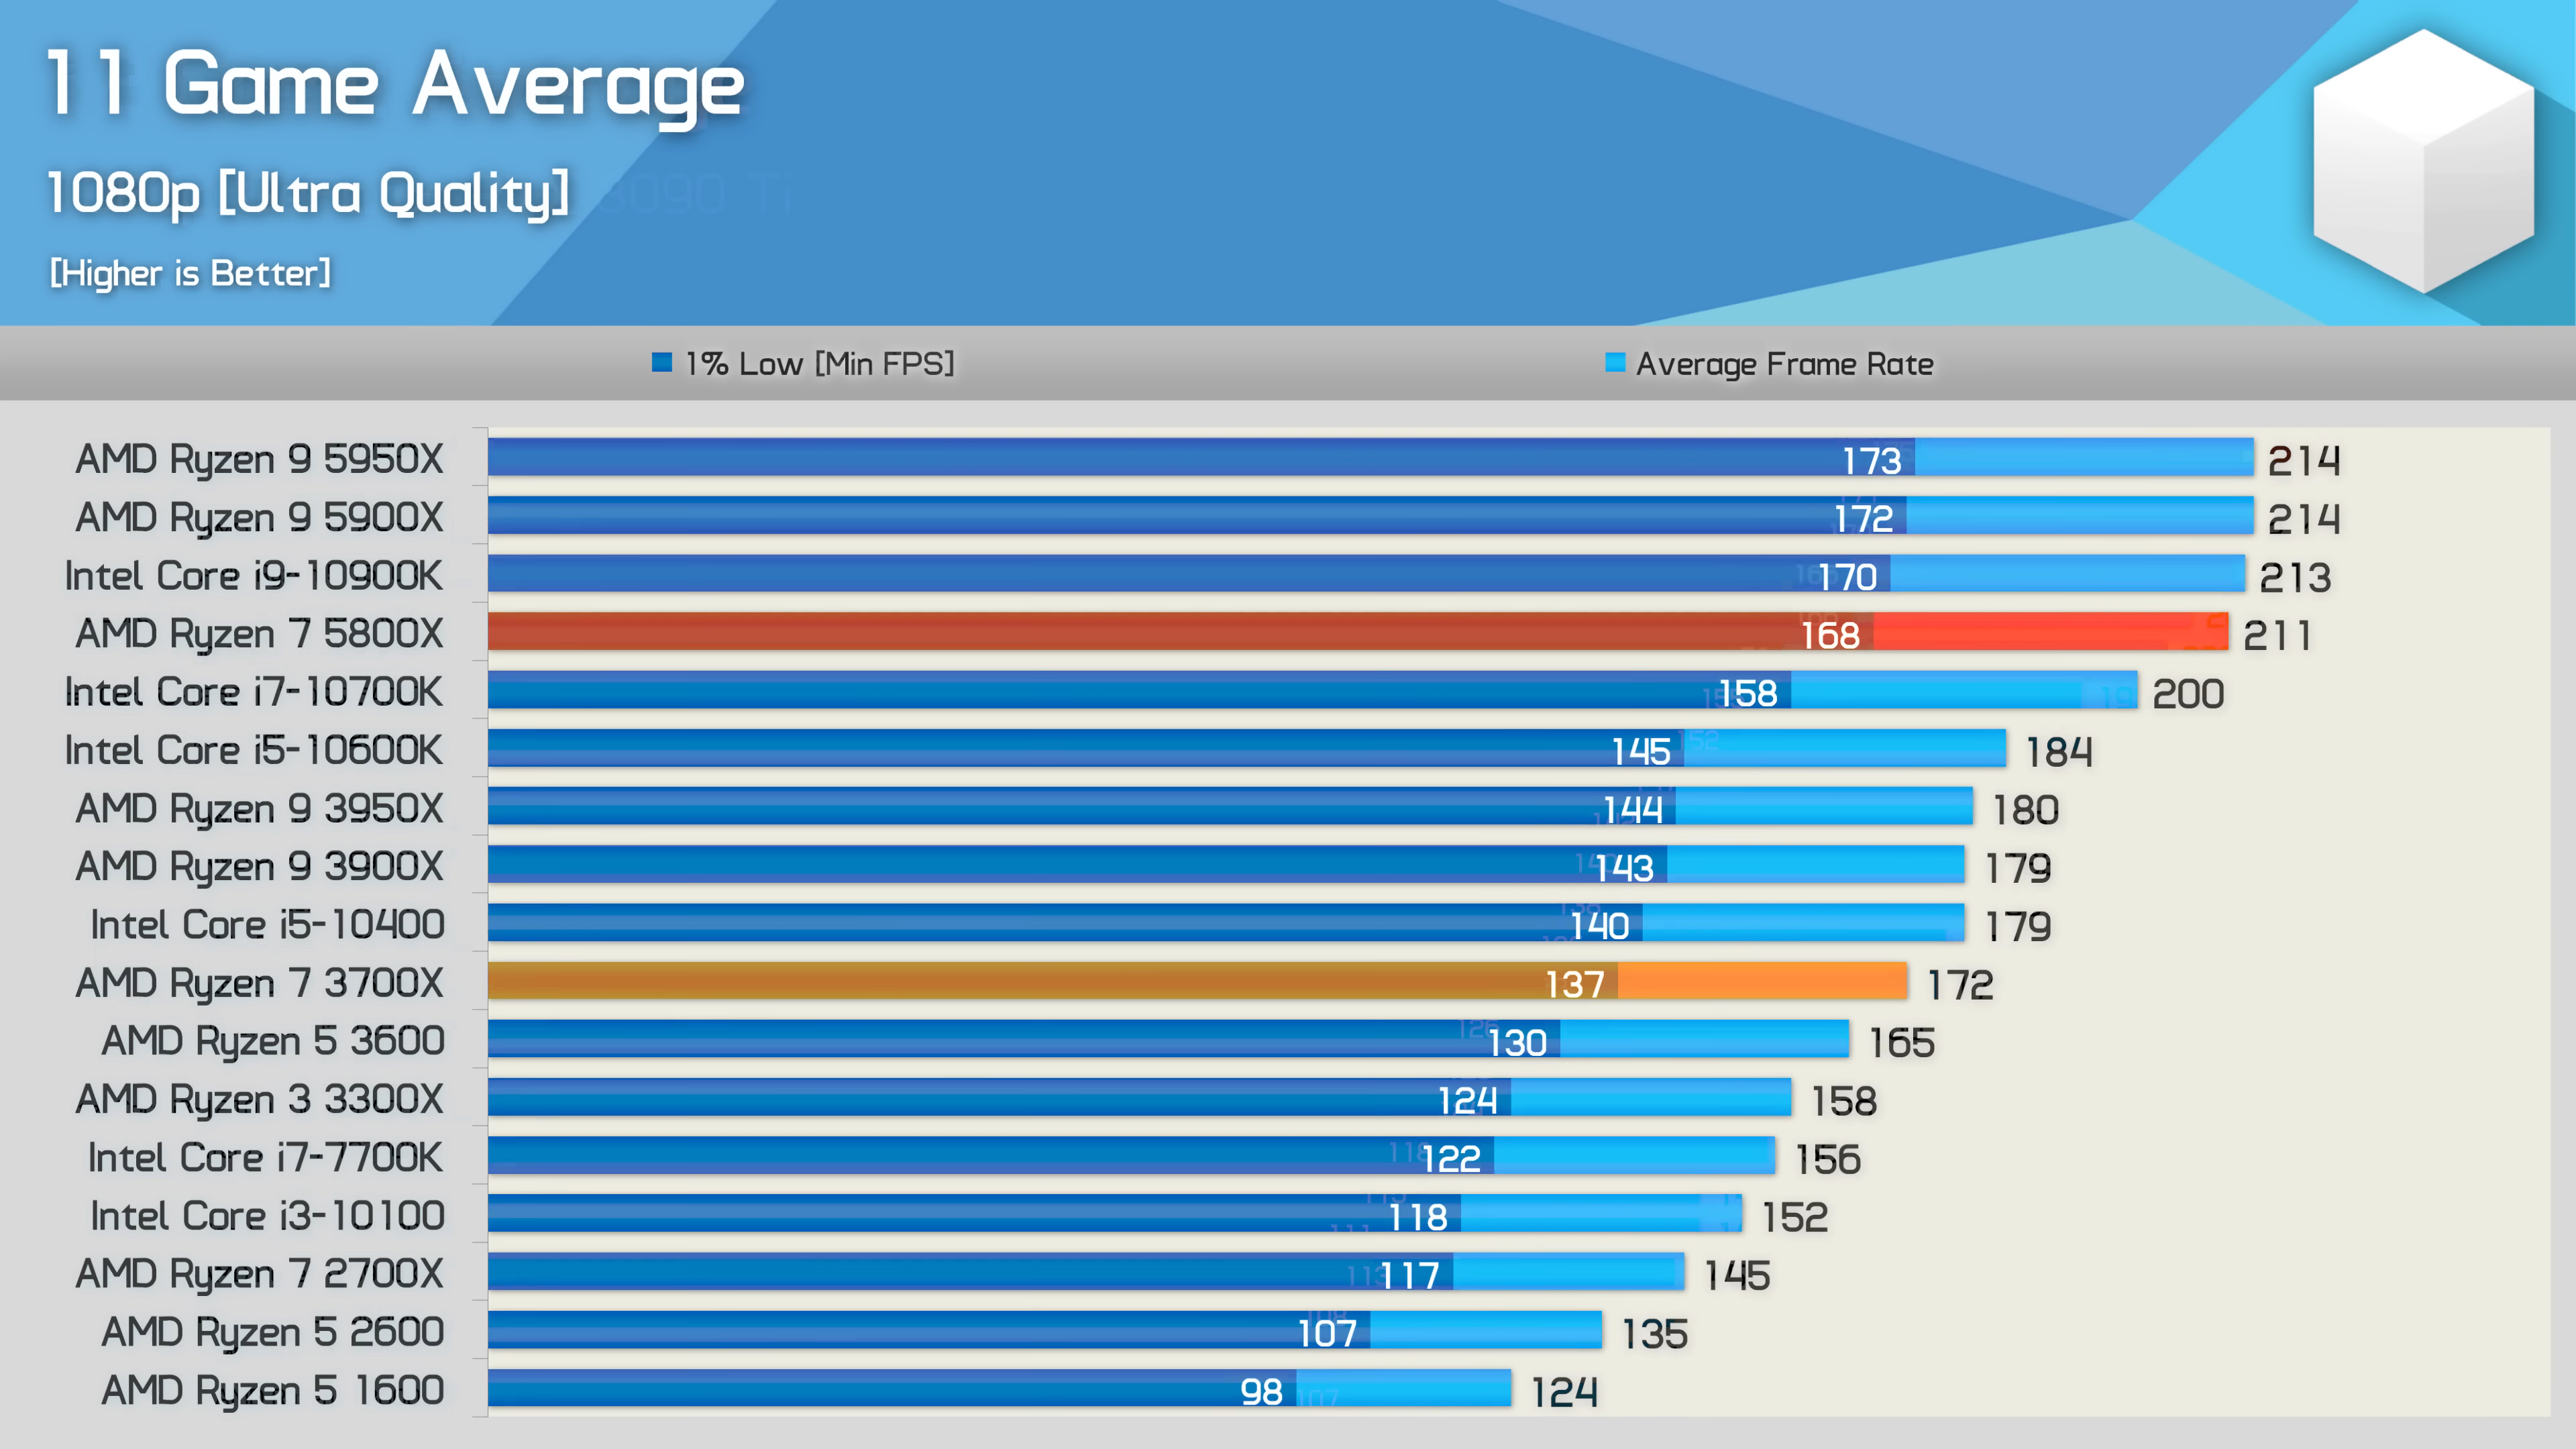 11 Game Average
1080p [Ultra Quality]
[Higher is Better]
1% Low [Min FPS] Average Frame Rate
AMD Ryzen 9 5950X 173 214
AMD Ryzen 9 5900X 172 214
Intel Core i9-10900K 170 213
AMD Ryzen 7 5800X 168 211
Intel Core i7-10700K 158 200
Intel Core i5-10600K 145 184
AMD Ryzen 9 3950X 144 180
AMD Ryzen 9 3900X 143 179
Intel Core i5-10400 140 179
AMD Ryzen 7 3700X 137 172
AMD Ryzen 5 3600 130 165
AMD Ryzen 3 3300X 124 158
Intel Core i7-7700K 122 156
Intel Core i3-10100 118 152
AMD Ryzen 7 2700X 117 145
AMD Ryzen 5 2600 107 135
AMD Ryzen 5 1600 98 124